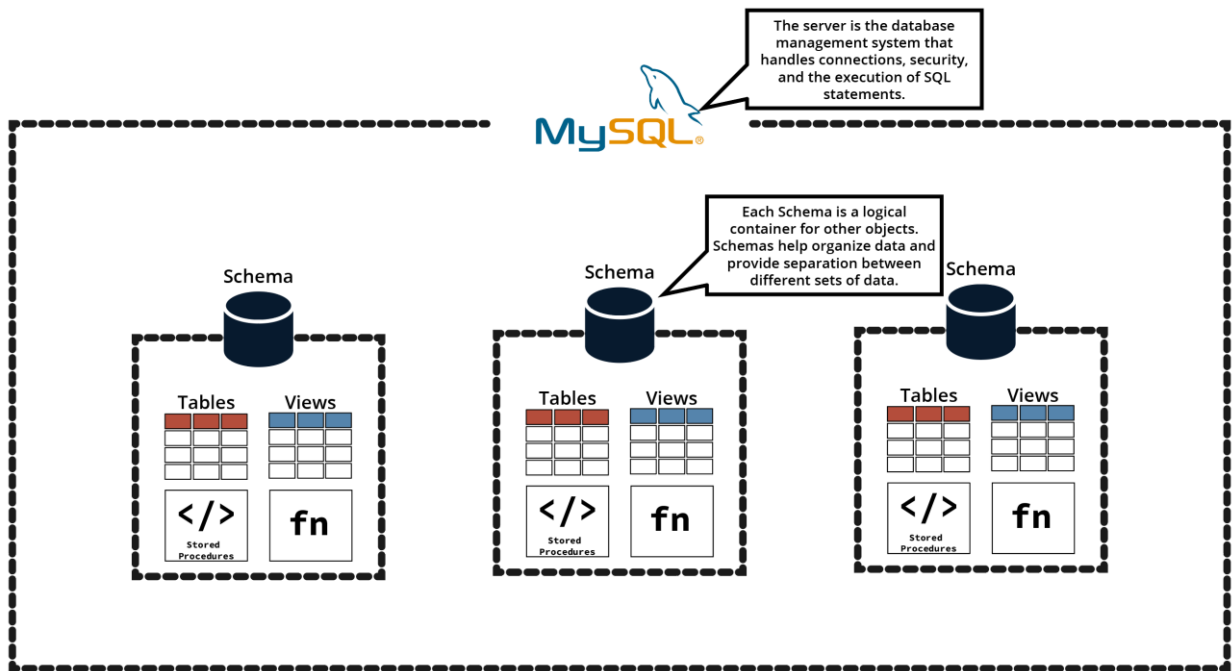 The server is the database
management system that
handles connections, security,
and the execution of SQL
statements.
MySQL®
Each Schema is a logical
container for other objects.
Schemas help organize data and
provide separation between
different sets of data.
Schema
Schema
Schema
Tables
Views
</>
Stored
Procedures
fn
Tables
Views
</>
Stored
Procedures
fn
Tables
Views
</>
Stored
Procedures
fn